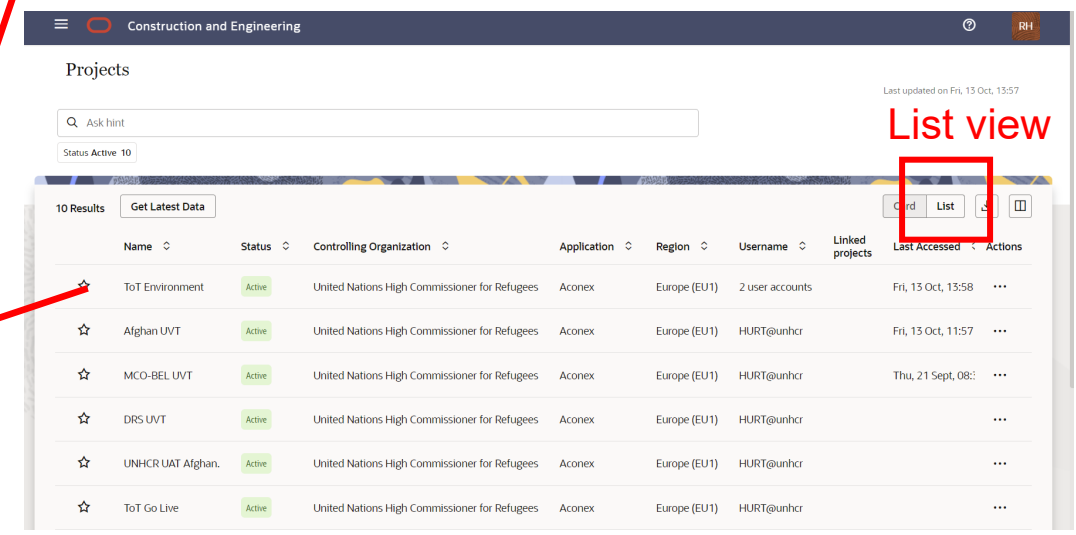 Construction and Engineering
RH
Projects
Last updated on Fri, 13 Oct, 13:57
Ask hint
List view
Status Active 10
10 Results Get Latest Data Card List
Name Status Controlling Organization Application Region Username Linked projects Last Accessed Actions
ToT Environment Active United Nations High Commissioner for Refugees Aconex Europe (EU1) 2 user accounts Fri, 13 Oct, 13:58 ...
Afghan UVT Active United Nations High Commissioner for Refugees Aconex Europe (EU1) HURT@unhcr Fri, 13 Oct, 11:57 ...
MCO-BEL UVT Active United Nations High Commissioner for Refugees Aconex Europe (EU1) HURT@unhcr Thu, 21 Sept, 08: ...
DRS UVT Active United Nations High Commissioner for Refugees Aconex Europe (EU1) HURT@unhcr ...
UNHCR UAT Afghan. Active United Nations High Commissioner for Refugees Aconex Europe (EU1) HURT@unhcr ...
ToT Go Live Active United Nations High Commissioner for Refugees Aconex Europe (EU1) HURT@unhcr ...